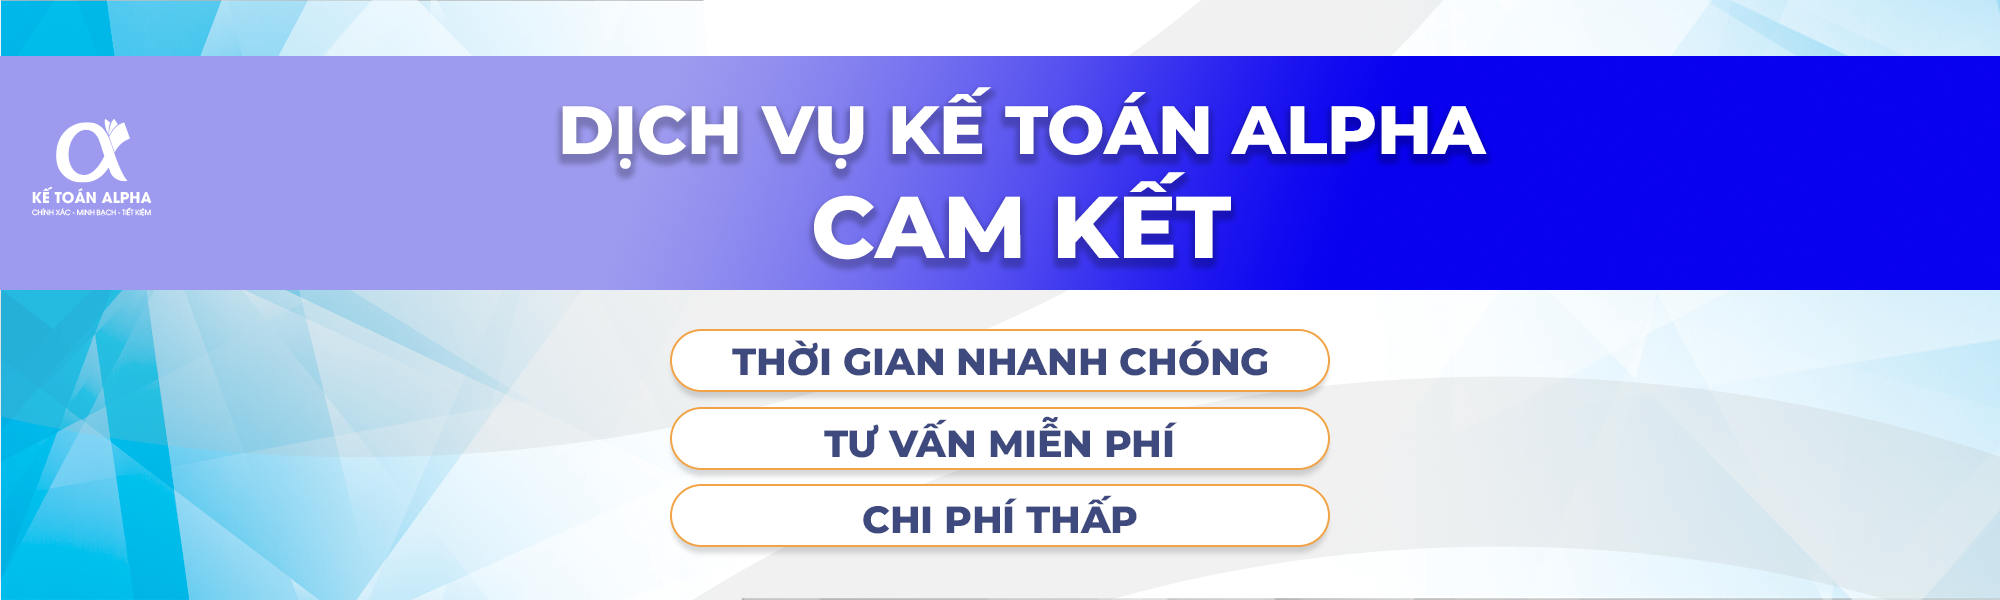 DỊCH VỤ KẾ TOÁN ALPHA
CAM KẾT
KẾ TOÁN ALPHA
CHÍNH XÁC - MINH BẠCH - TIẾT KIỆM
THỜI GIAN NHANH CHÓNG
TƯ VẤN MIỄN PHÍ
CHI PHÍ THẤP